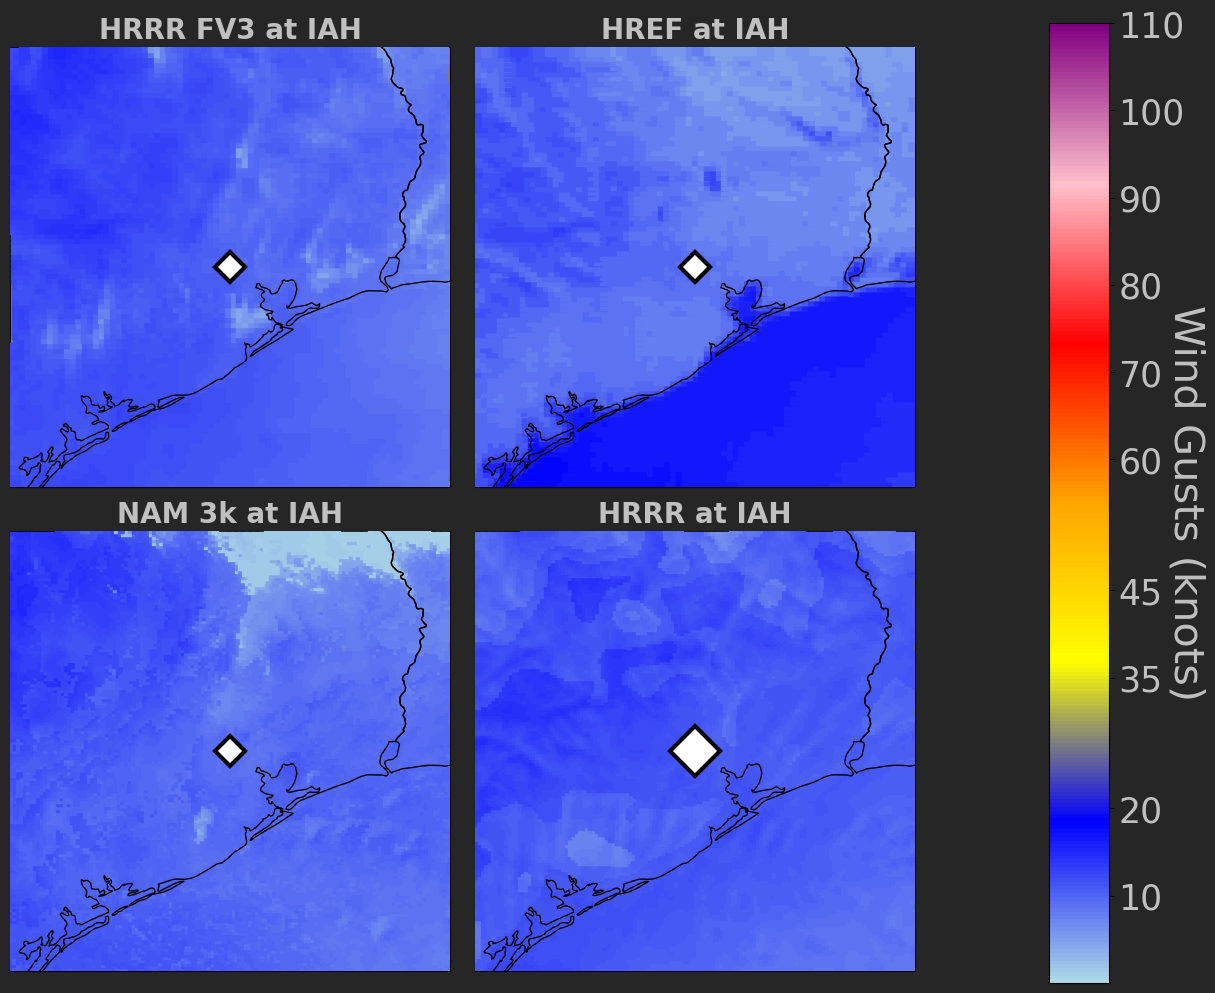 HRRR FV3 at IAH
HREF at IAH
NAM 3k at IAH
HRRR at IAH
110
100
90
80
70
60
45
35
20
10
Wind Gusts (knots)